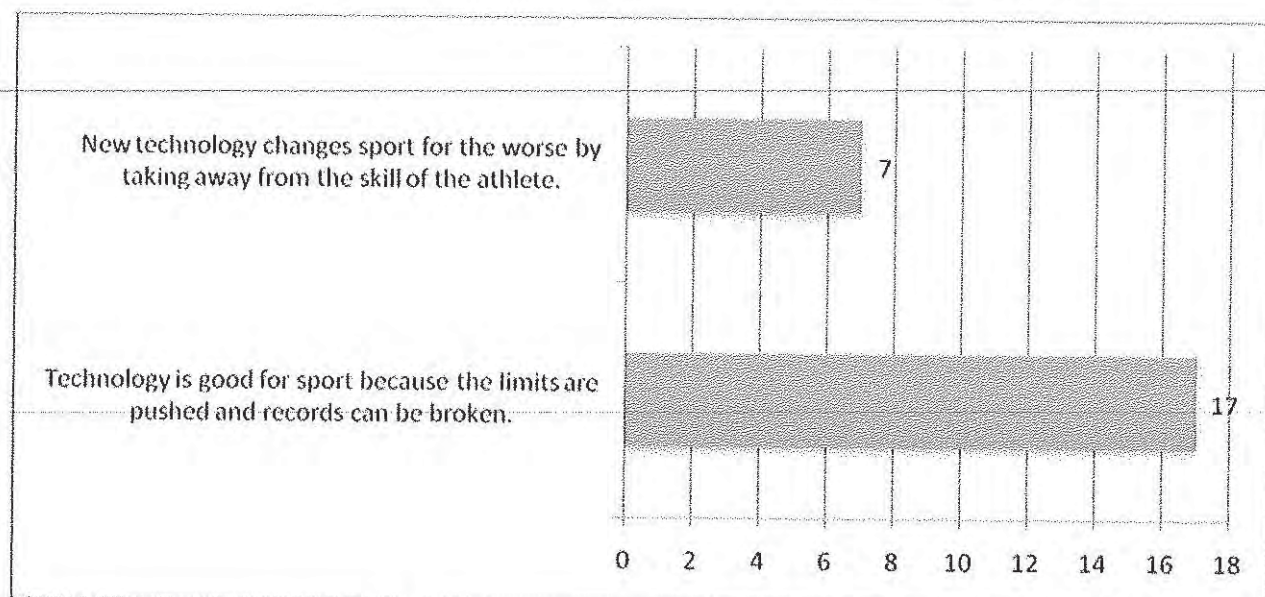 New technology changes sport for the worse by
taking away from the skill of the athlete.
7
Technology is good for sport because the limits are
pushed and records can be broken.
17
0 2 4 6 8 10 12 14 16 18